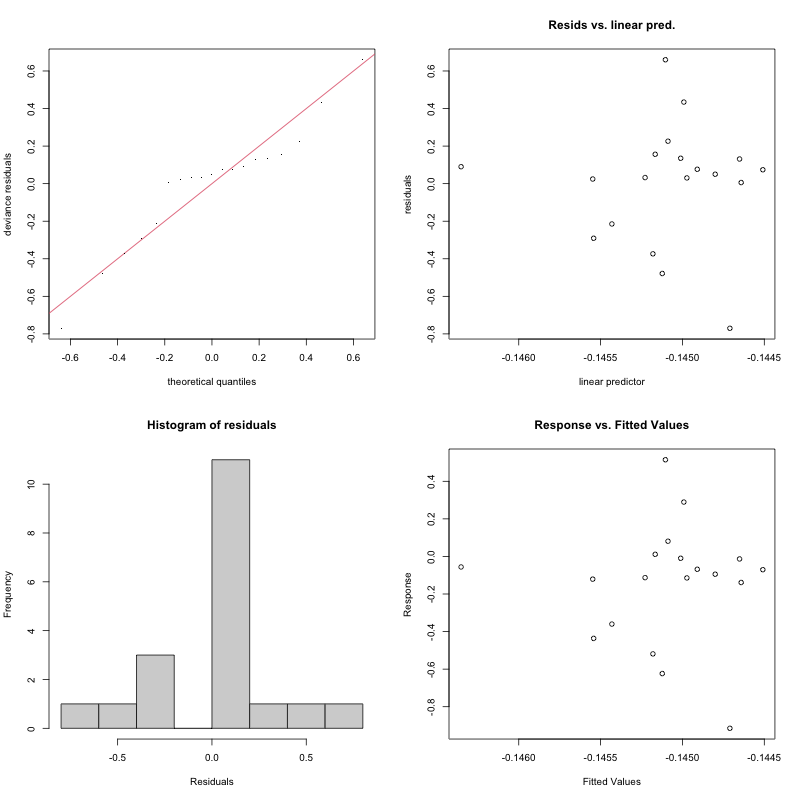 deviance residuals
0.6
0.4
0.2
0.0
-0.2
-0.4
-0.6
-0.8
-0.6 -0.4 -0.2 0.0 0.2 0.4 0.6
theoretical quantiles
Resids vs. linear pred.
residuals
0.6
0.4
0.2
0.0
-0.2
-0.4
-0.6
-0.8
-0.1460 -0.1455 -0.1450 -0.1445
linear predictor
Histogram of residuals
Frequency
10
8
6
4
2
0
-0.5 0.0 0.5
Residuals
Response vs. Fitted Values
Response
0.4
0.2
0.0
-0.2
-0.4
-0.6
-0.8
-0.1460 -0.1455 -0.1450 -0.1445
Fitted Values